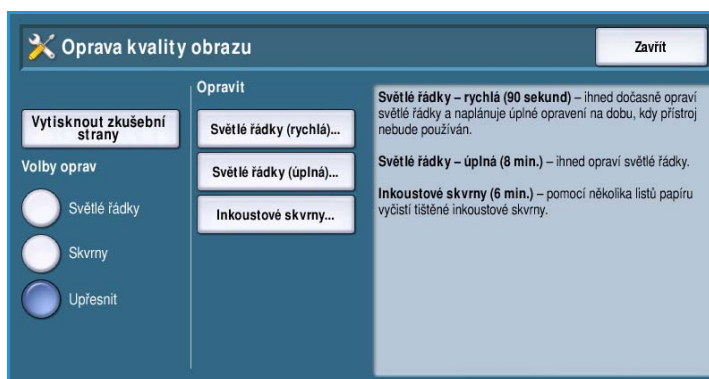 Oprava kvality obrazu
Zavřít
Vytisknout zkušební
strany
Volby oprav
Světlé řádky
Skvrny
Upřesnit
Opravit
Světlé řádky (rychlá)...
Světlé řádky (úplná)...
Inkoustové skvrny...
Světlé řádky – rychlá (90 sekund) – ihned dočasně opraví
světlé řádky a naplánuje úplné opravení na dobu, kdy přístroj
nebude používán.
Světlé řádky – úplná (8 min.) – ihned opraví světlé řádky.
Inkoustové skvrny (6 min.) – pomocí několika listů papíru
vyčistí tištěné inkoustové skvrny.